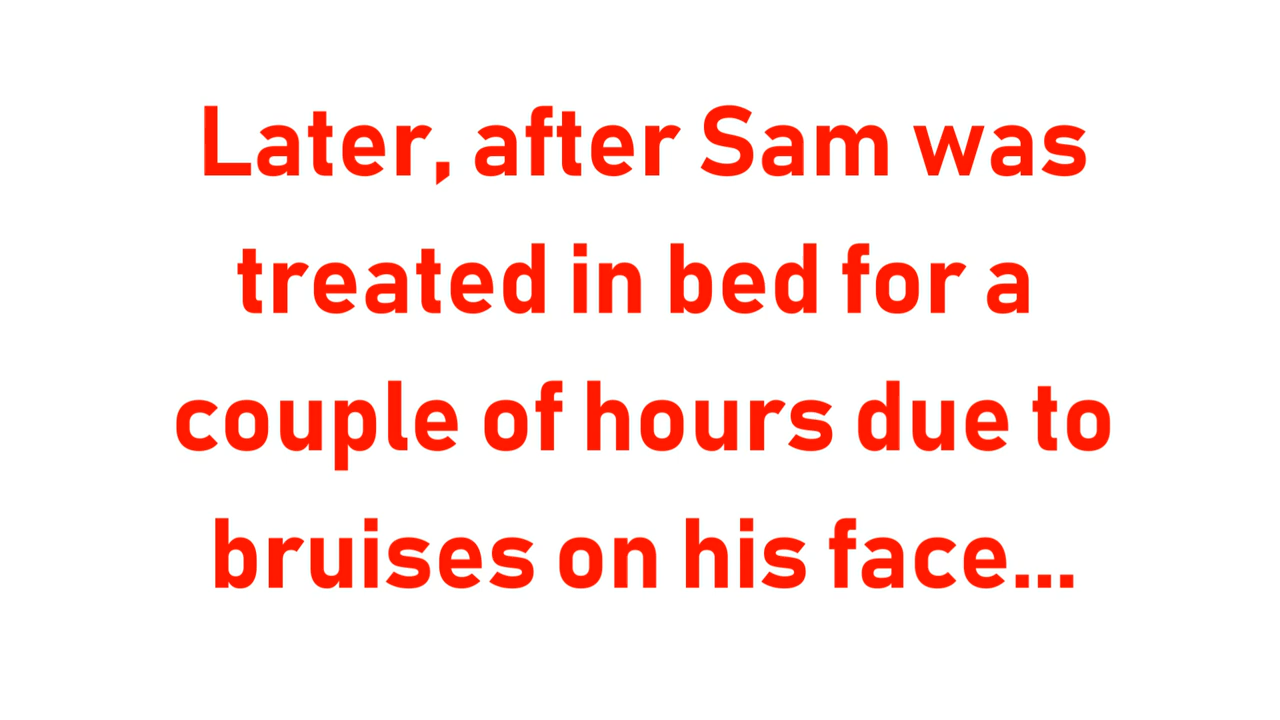 Later, after Sam was
treated in bed for a
couple of hours due to
bruises on his face...